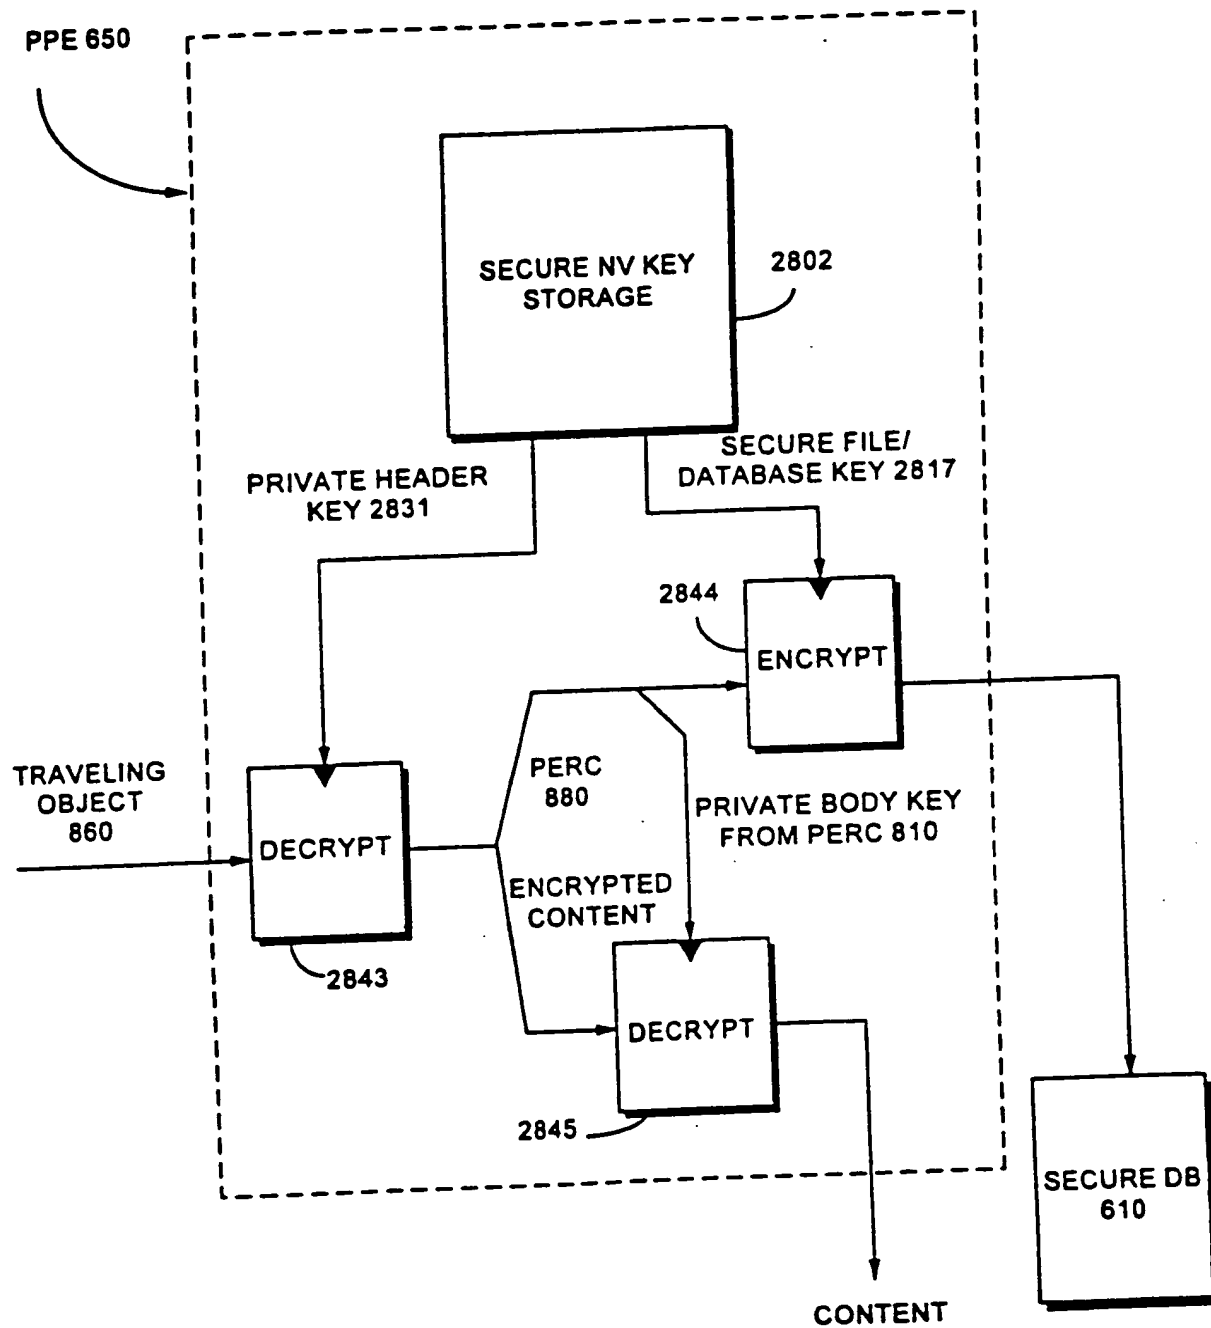 PPE 650
SECURE NV KEY
STORAGE
2802
PRIVATE HEADER
KEY 2831
SECURE FILE/
DATABASE KEY 2817
2844
ENCRYPT
TRAVELING
OBJECT
860
DECRYPT
PERC
880
PRIVATE BODY KEY
FROM PERC 810
ENCRYPTED
CONTENT
2843
DECRYPT
2845
SECURE DB
610
CONTENT